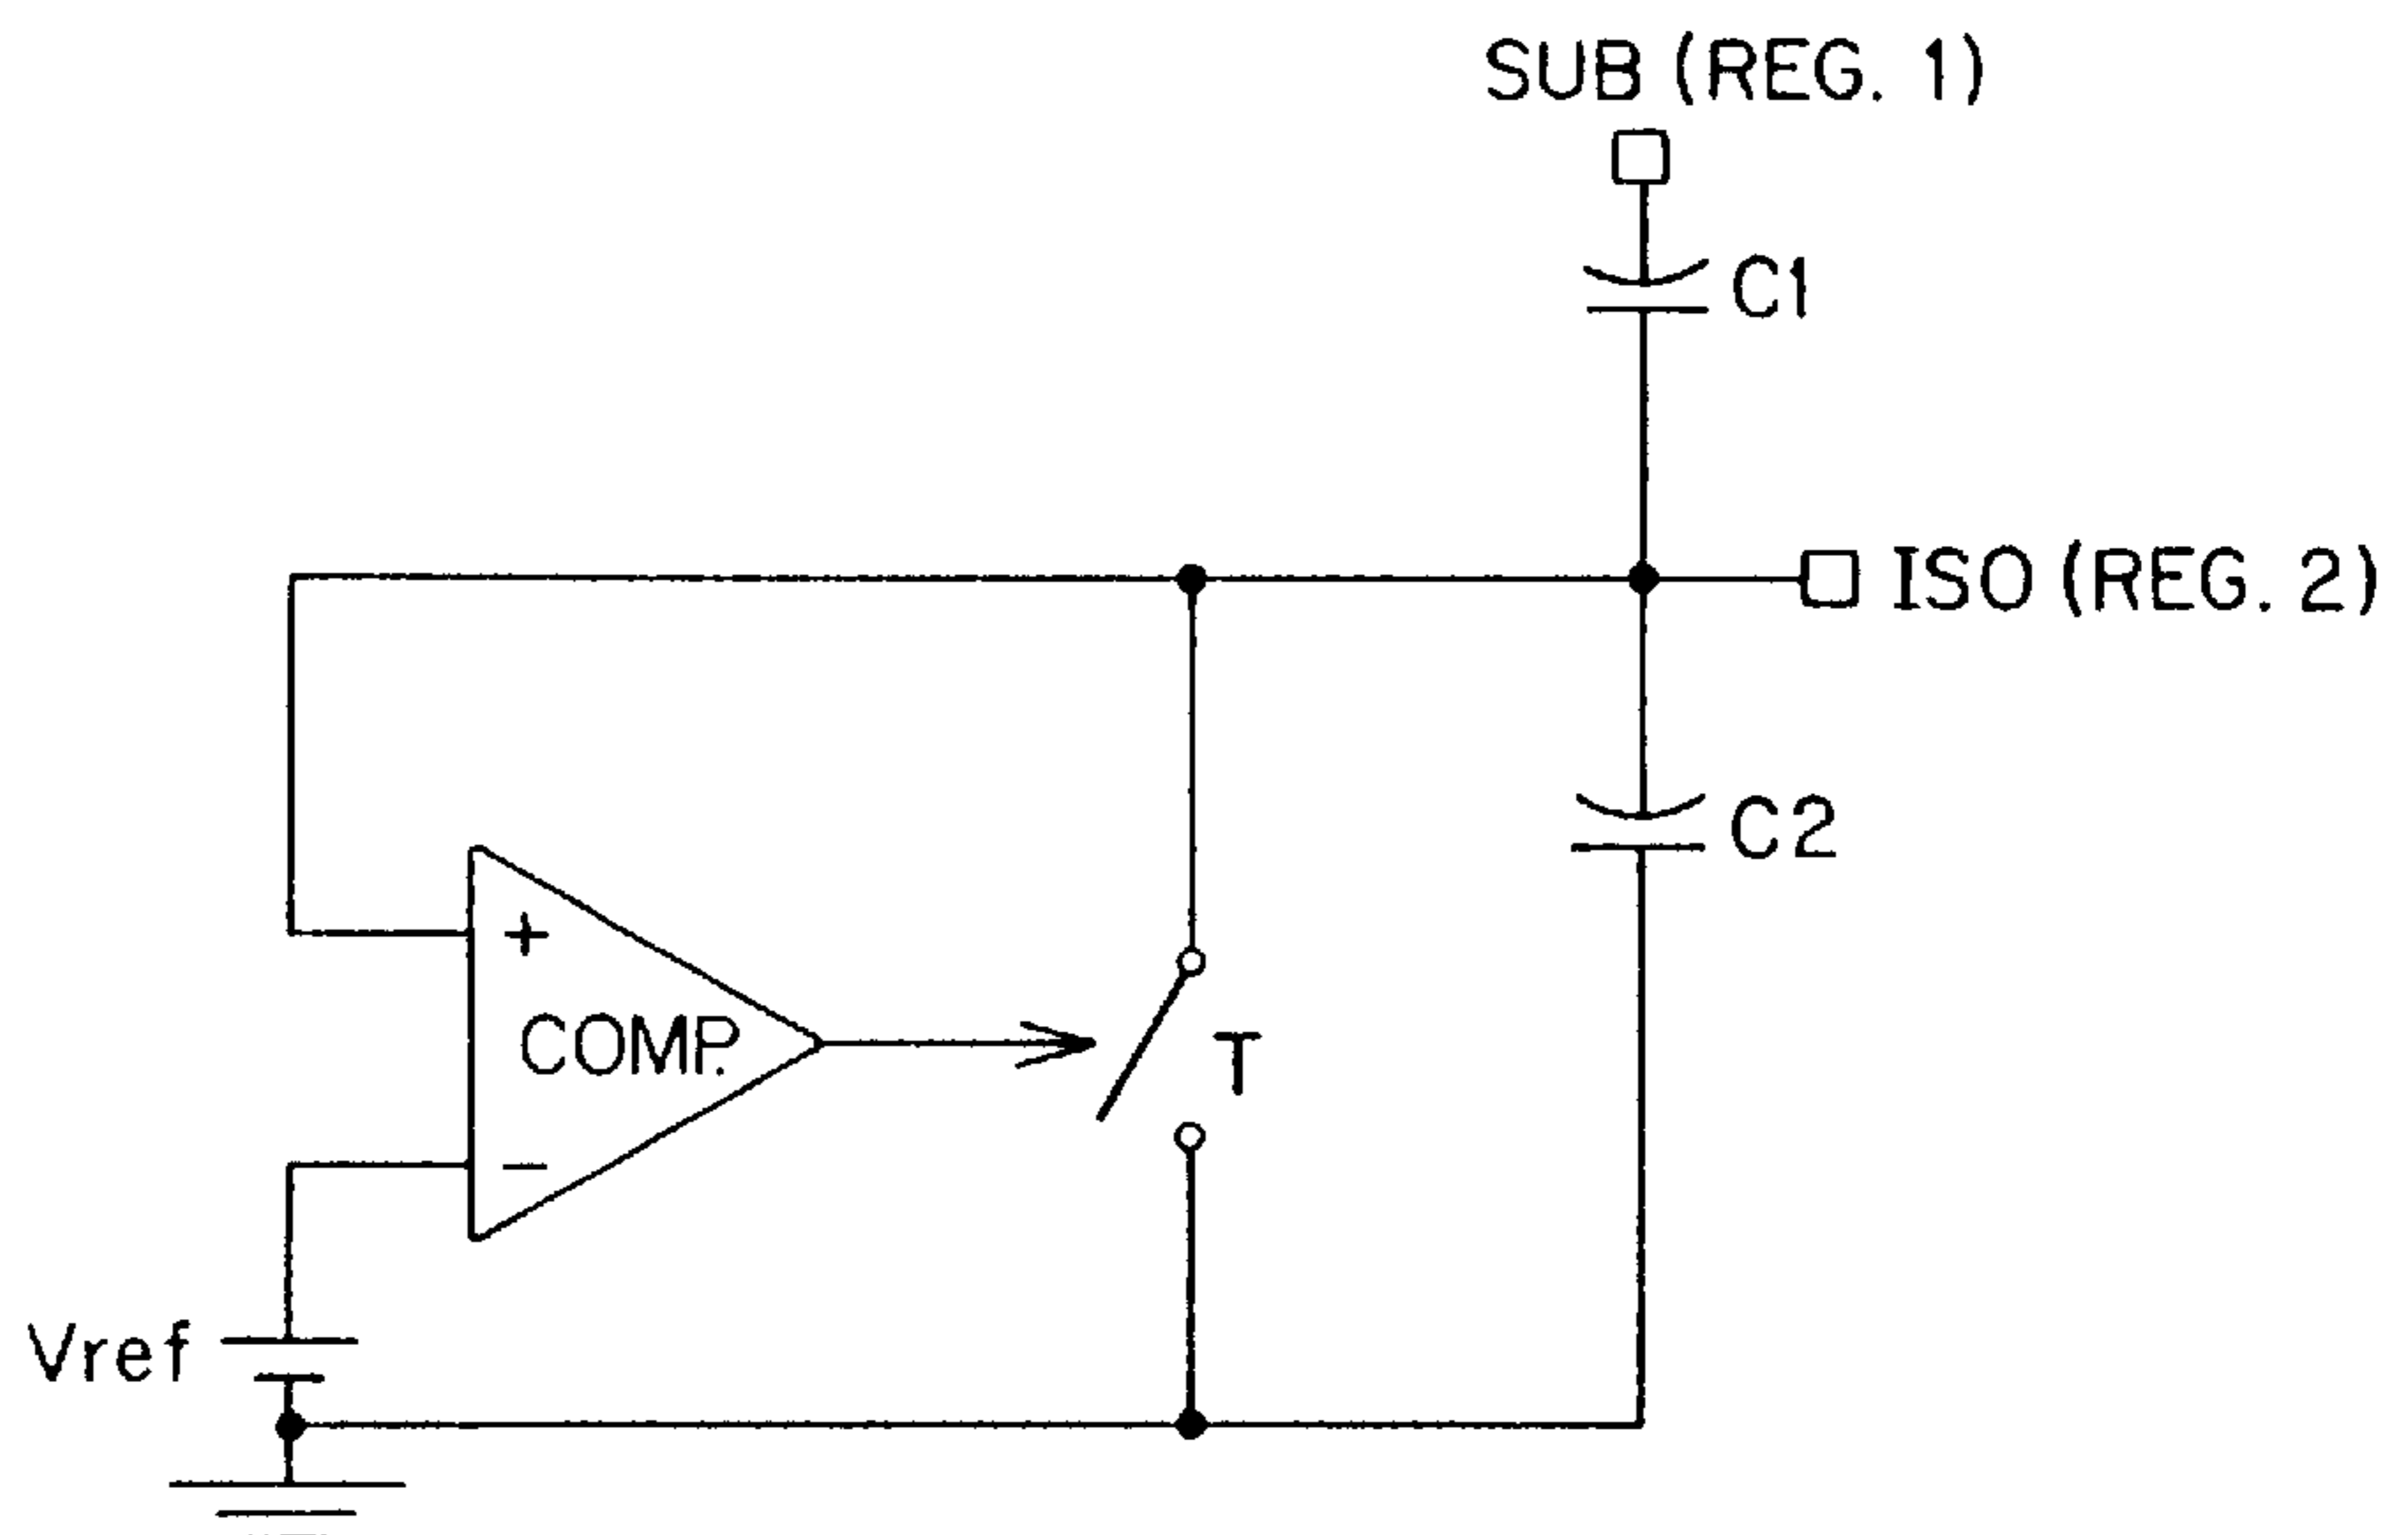 SUB (REG. 1)
C1
ISO (REG. 2)
C2
+
COMP.
T
−
Vref